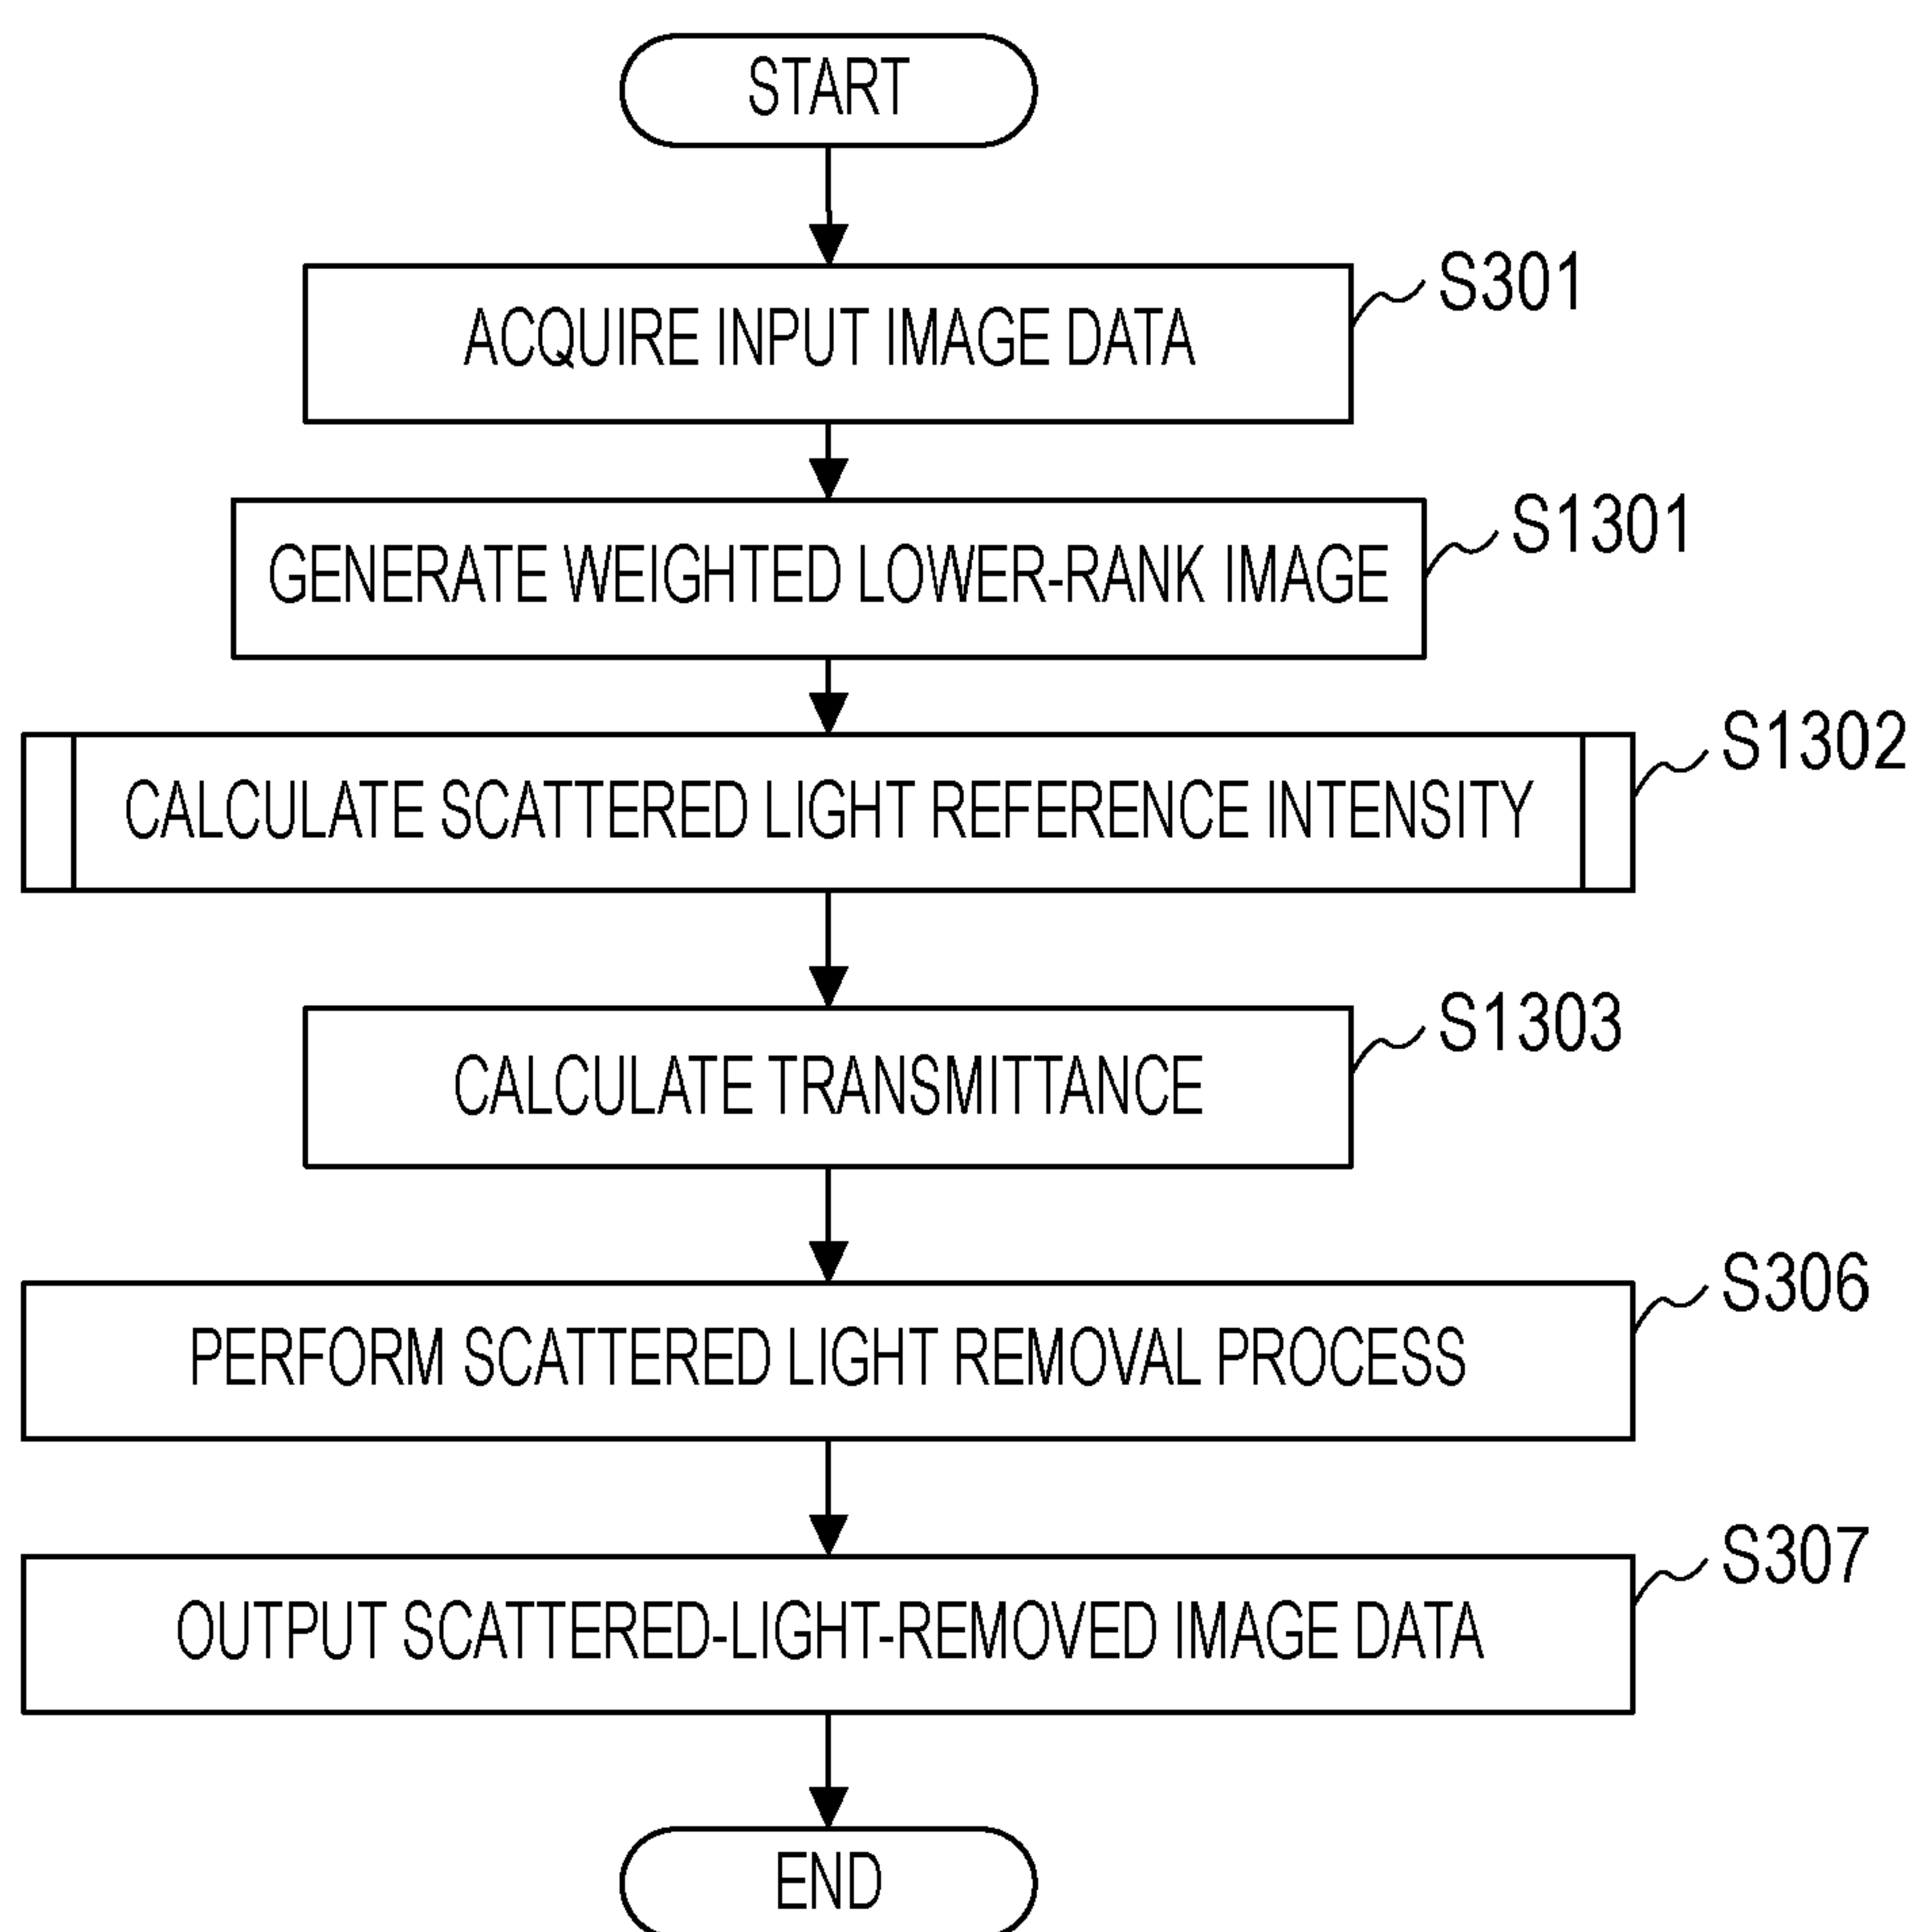 START
S301
ACQUIRE INPUT IMAGE DATA
S1301
GENERATE WEIGHTED LOWER-RANK IMAGE
S1302
CALCULATE SCATTERED LIGHT REFERENCE INTENSITY
S1303
CALCULATE TRANSMITTANCE
S306
PERFORM SCATTERED LIGHT REMOVAL PROCESS
S307
OUTPUT SCATTERED-LIGHT-REMOVED IMAGE DATA
END